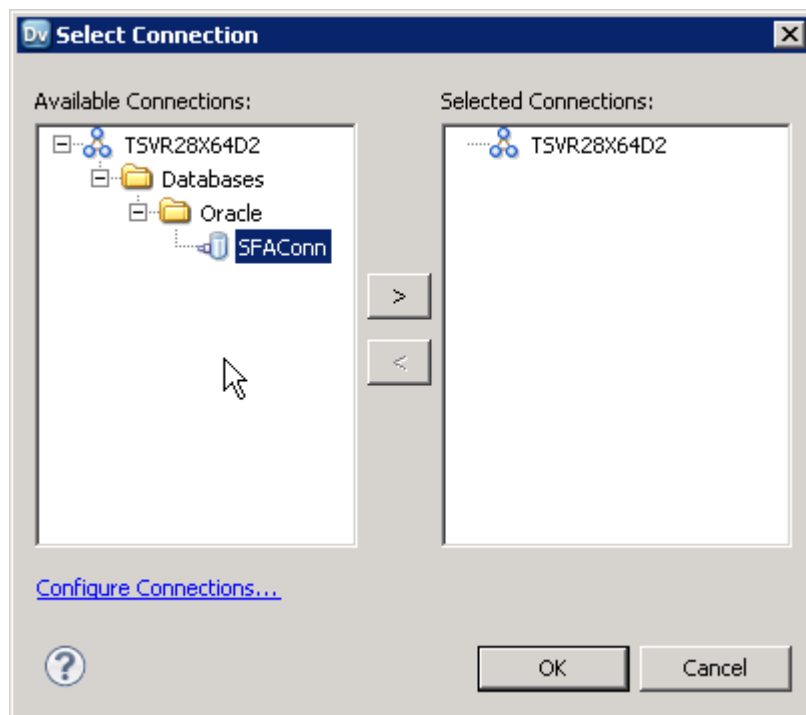 Dv Select Connection
Available Connections:
Selected Connections:
TSVR28X64D2
Databases
Oracle
SFAConn
TSVR28X64D2
>
<
Configure Connections...
?
OK
Cancel